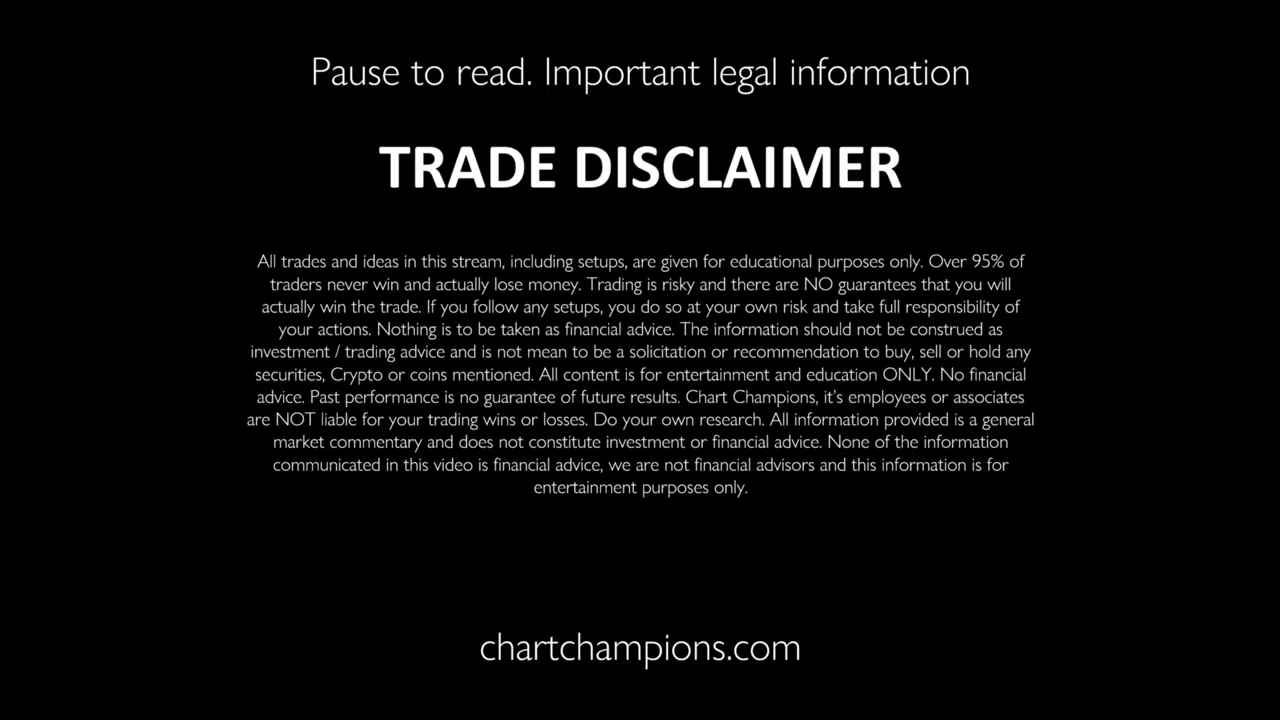 Pause to read. Important legal information
TRADE DISCLAIMER
All trades and ideas in this stream, including setups, are given for educational purposes only. Over 95% of
traders never win and actually lose money. Trading is risky and there are NO guarantees that you will
actually win the trade. If you follow any setups, you do so at your own risk and take full responsibility of
your actions. Nothing is to be taken as financial advice. The information should not be construed as
investment / trading advice and is not mean to be a solicitation or recommendation to buy, sell or hold any
securities, Crypto or coins mentioned. All content is for entertainment and education ONLY. No financial
advice. Past performance is no guarantee of future results. Chart Champions, it's employees or associates
are NOT liable for your trading wins or losses. Do your own research. All information provided is a general
market commentary and does not constitute investment or financial advice. None of the information
communicated in this video is financial advice, we are not financial advisors and this information is for
entertainment purposes only.
chartchampions.com